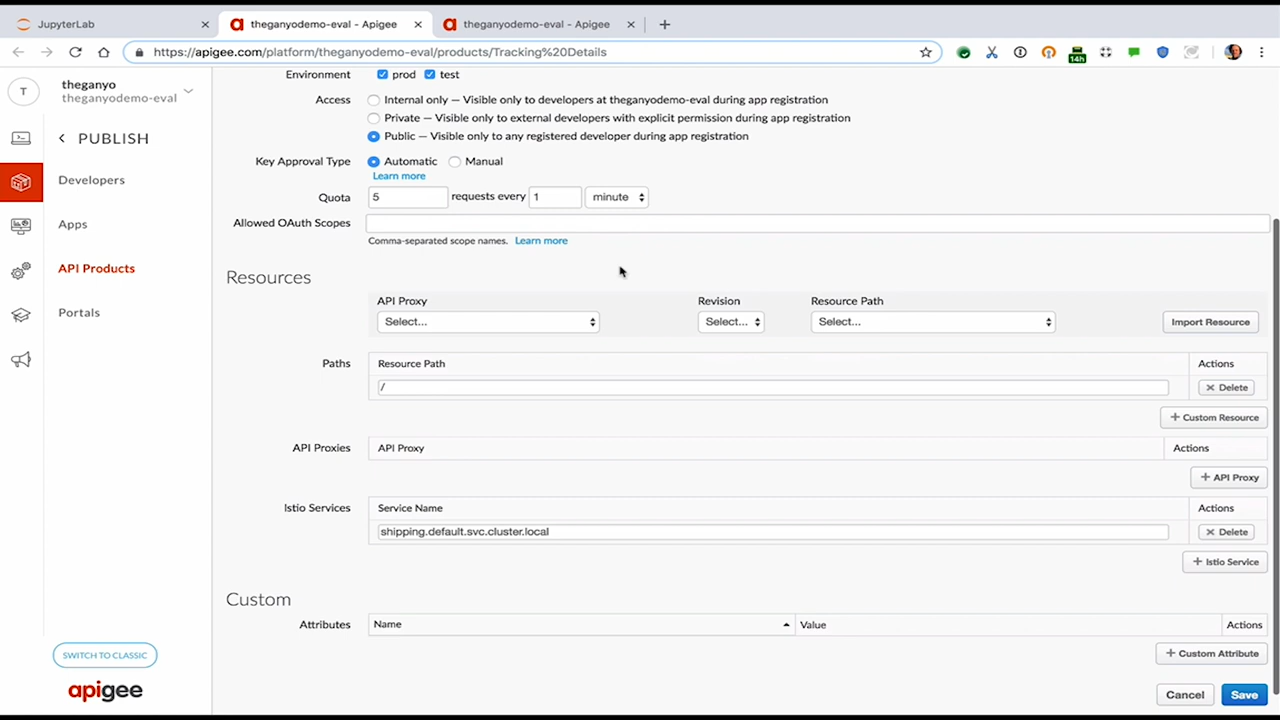 JupyterLab
theganyodemo-eval - Apigee
theganyodemo-eval - Apigee
https://apigee.com/platform/theganyodemo-eval/products/Tracking%20Details
14h
T
theganyo
theganyodemo-eval
PUBLISH
Developers
Apps
API Products
Portals
SWITCH TO CLASSIC
apigee
Environment prod test
Access Internal only — Visible only to developers at theganyodemo-eval during app registration
Private — Visible only to external developers with explicit permission during app registration
Public — Visible only to any registered developer during app registration
Key Approval Type Automatic Manual
Learn more
Quota 5 requests every 1 minute
Allowed OAuth Scopes
Comma-separated scope names. Learn more
Resources
API Proxy Revision Resource Path
Select... Select... Select... Import Resource
Paths Resource Path Actions
/ Delete
+ Custom Resource
API Proxies API Proxy Actions
+ API Proxy
Istio Services Service Name Actions
shipping.default.svc.cluster.local Delete
+ Istio Service
Custom
Attributes Name Value Actions
+ Custom Attribute
Cancel Save